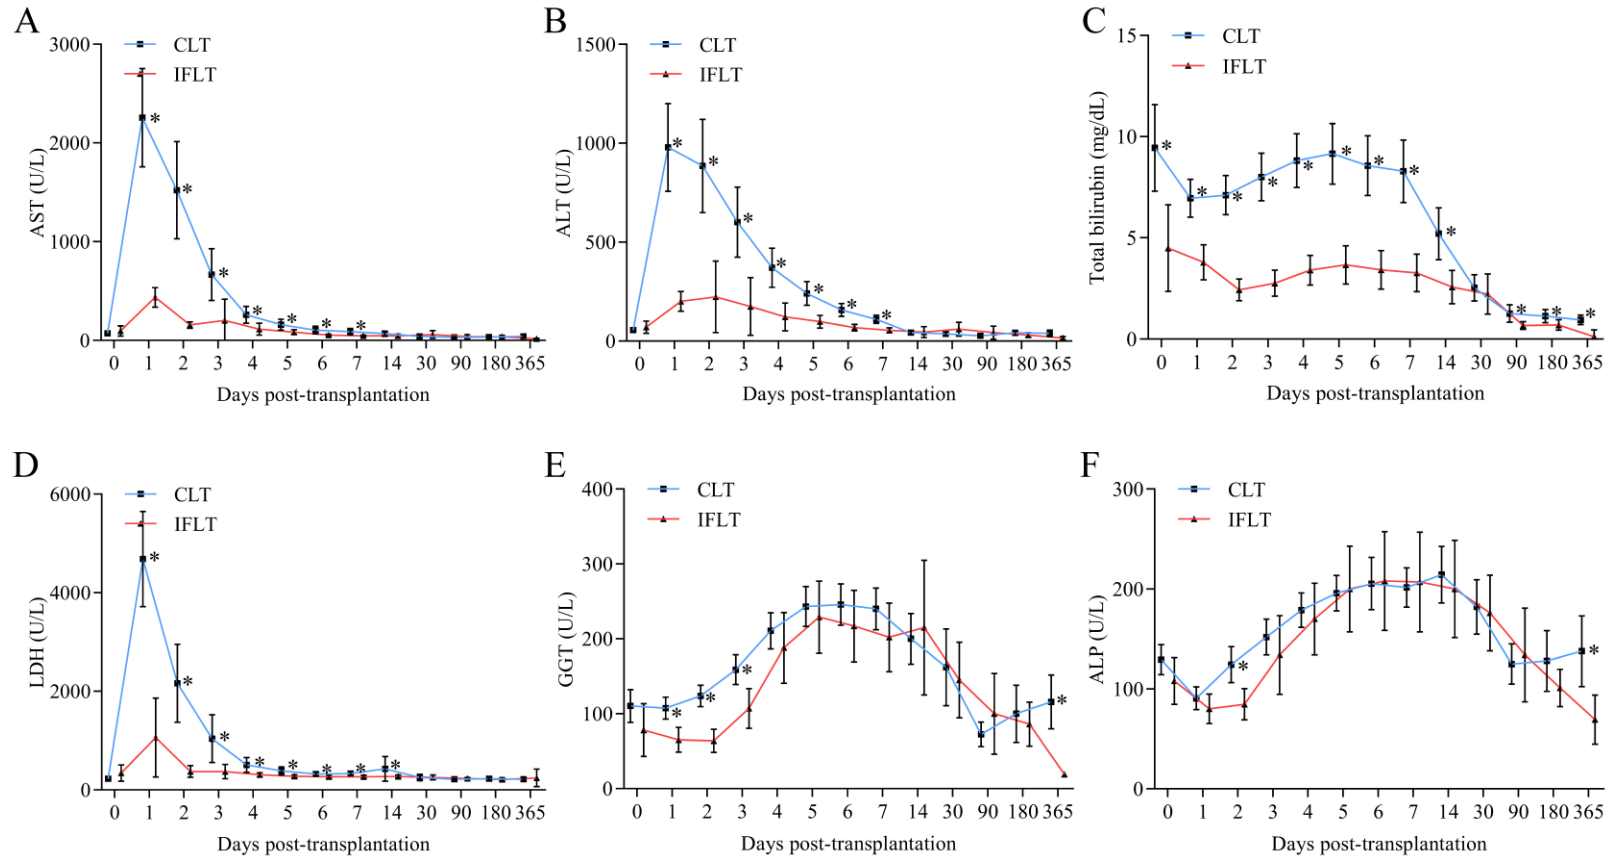 A
AST (U/L)
3000
2000
1000
0
CLT
IFLT
* * * * * * *
0 1 2 3 4 5 6 7 14 30 90 180 365
Days post-transplantation
B
ALT (U/L)
1500
1000
500
0
CLT
IFLT
* * * * * * *
0 1 2 3 4 5 6 7 14 30 90 180 365
Days post-transplantation
C
Total bilirubin (mg/dL)
15
10
5
0
CLT
IFLT
* * * * * * * * * * * *
0 1 2 3 4 5 6 7 14 30 90 180 365
Days post-transplantation
D
LDH (U/L)
6000
4000
2000
0
CLT
IFLT
* * * * * * * *
0 1 2 3 4 5 6 7 14 30 90 180 365
Days post-transplantation
E
GGT (U/L)
400
300
200
100
0
CLT
IFLT
* * * *
0 1 2 3 4 5 6 7 14 30 90 180 365
Days post-transplantation
F
ALP (U/L)
300
200
100
0
CLT
IFLT
* *
0 1 2 3 4 5 6 7 14 30 90 180 365
Days post-transplantation